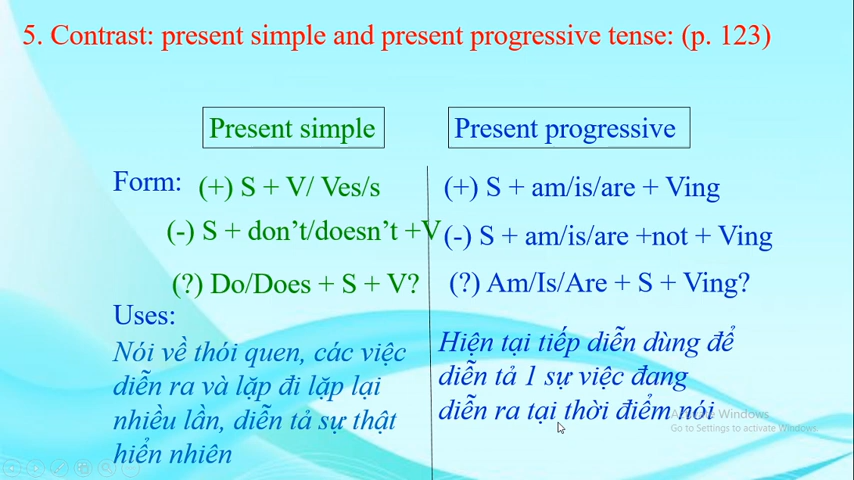 5. Contrast: present simple and present progressive tense: (p. 123)
Present simple
Present progressive
Form:
(+) S + V/ Ves/s
(-) S + don’t/doesn’t +V
(?) Do/Does + S + V?
(+) S + am/is/are + Ving
(-) S + am/is/are +not + Ving
(?) Am/Is/Are + S + Ving?
Uses:
Nói về thói quen, các việc
diễn ra và lặp đi lặp lại
nhiều lần, diễn tả sự thật
hiển nhiên
Hiện tại tiếp diễn dùng để
diễn tả 1 sự việc đang
diễn ra tại thời điểm nói
Activate Windows
Go to Settings to activate Windows.